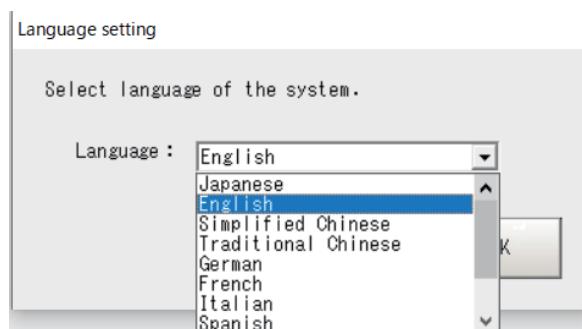 Language setting
Select language of the system.
Language :
English
Japanese
English
Simplified Chinese
Traditional Chinese
German
French
Italian
Spanish
K